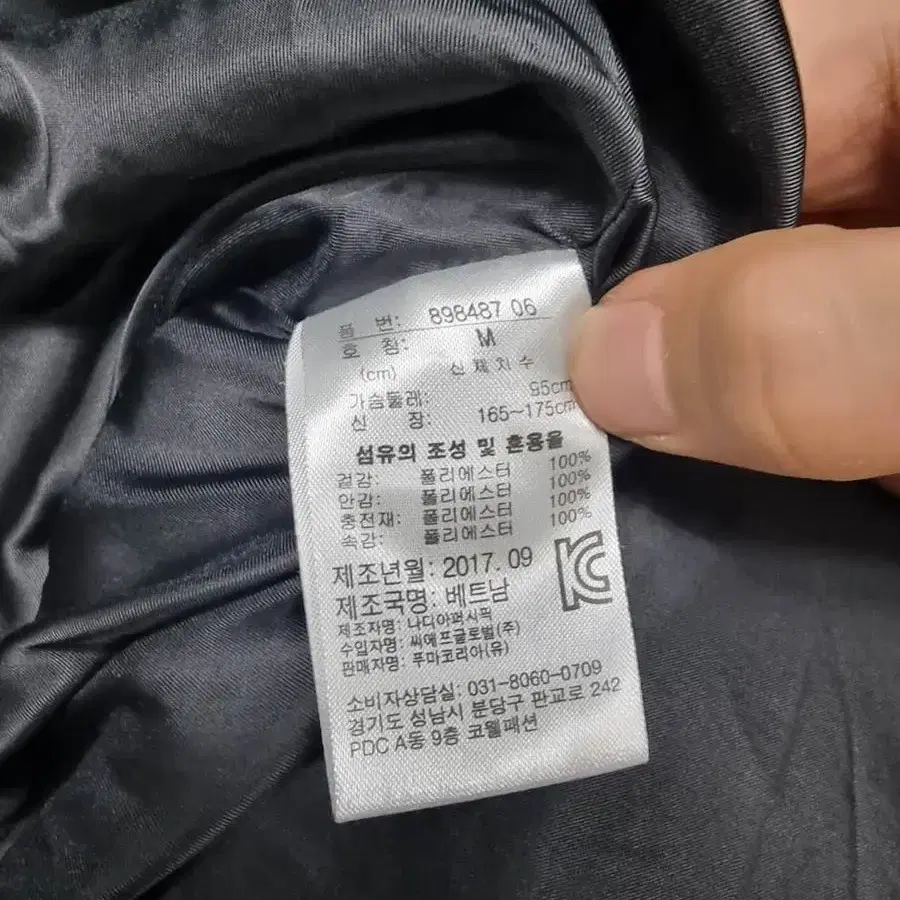 품 번: 898487 06
호 칭: M
(cm) 신체치수
가슴둘레: 95cm
신 장: 165~175cm
섬유의 조성 및 혼용율
겉감: 폴리에스터 100%
안감: 폴리에스터 100%
충전재: 폴리에스터 100%
속감: 폴리에스터 100%
제조년월: 2017. 09
제조국명: 베트남
제조자명: 나디아퍼시픽
수입자명: 씨에프글로벌(주)
판매자명: 푸마코리아(유)
소비자상담실: 031-8060-0709
경기도 성남시 분당구 판교로 242
PDC A동 9층 코웰패션